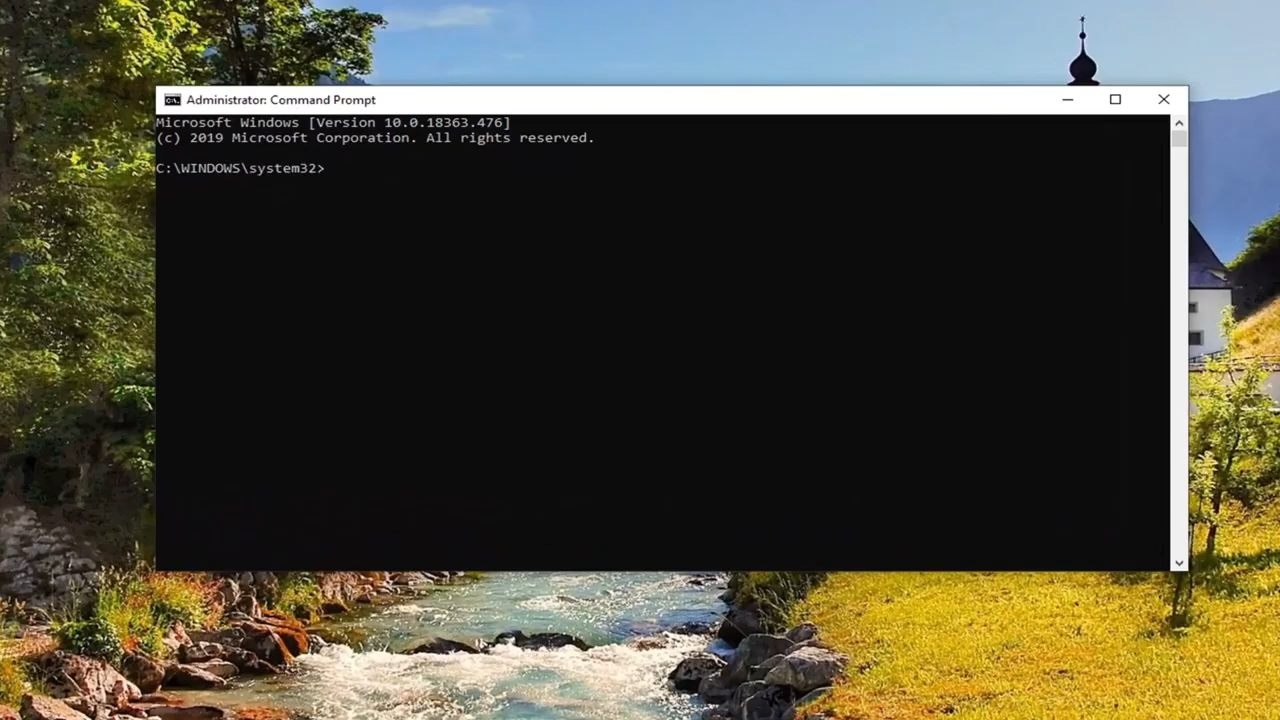 Administrator: Command Prompt
Microsoft Windows [Version 10.0.18363.476]
(c) 2019 Microsoft Corporation. All rights reserved.
C:\WINDOWS\system32>